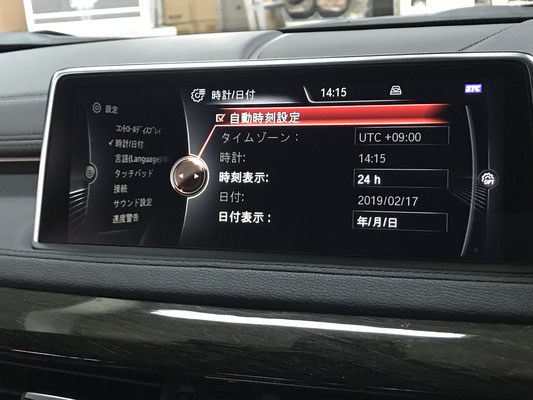 時計/日付 14:15 ETC
設定
コントロールディスプレイ
時計/日付
言語(Language)
タッチパッド
接続
サウンド設定
速度警告
自動時刻設定
タイムゾーン: UTC +09:00
時計: 14:15
時刻表示: 24 h
日付: 2019/02/17
日付表示: 年/月/日
OPT